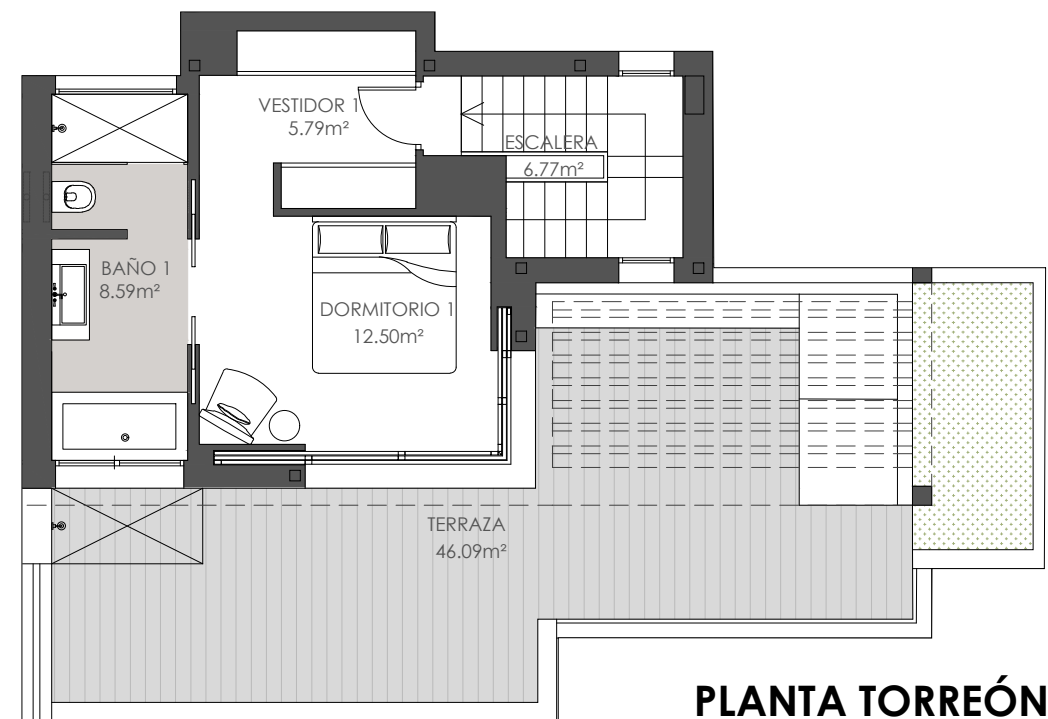 VESTIDOR 1
5.79m²
ESCALERA
6.77m²
BAÑO 1
8.59m²
DORMITORIO 1
12.50m²
TERRAZA
46.09m²
PLANTA TORREÓN